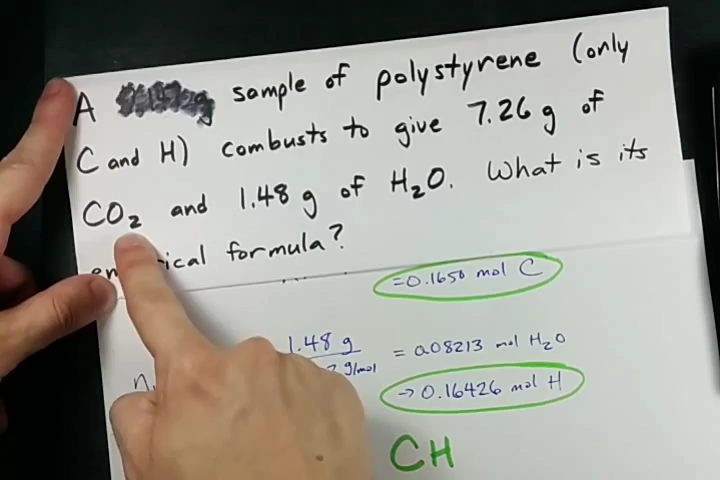 A sample of polystyrene (only
C and H) combusts to give 7.26 g of
CO2 and 1.48 g of H2O. What is its
formula?
=0.1650 mol C
1.48 g
g/mol
= 0.08213 mol H2O
→ 0.16426 mol H
CH